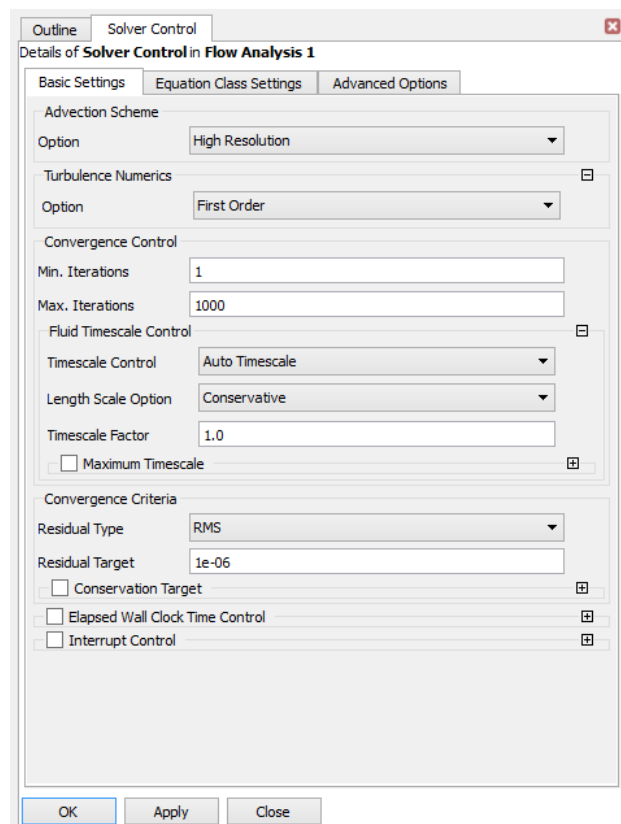 Outline Solver Control
Details of Solver Control in Flow Analysis 1
Basic Settings Equation Class Settings Advanced Options
Advection Scheme
Option High Resolution
Turbulence Numerics
Option First Order
Convergence Control
Min. Iterations 1
Max. Iterations 1000
Fluid Timescale Control
Timescale Control Auto Timescale
Length Scale Option Conservative
Timescale Factor 1.0
Maximum Timescale
Convergence Criteria
Residual Type RMS
Residual Target 1e-06
Conservation Target
Elapsed Wall Clock Time Control
Interrupt Control
OK Apply Close